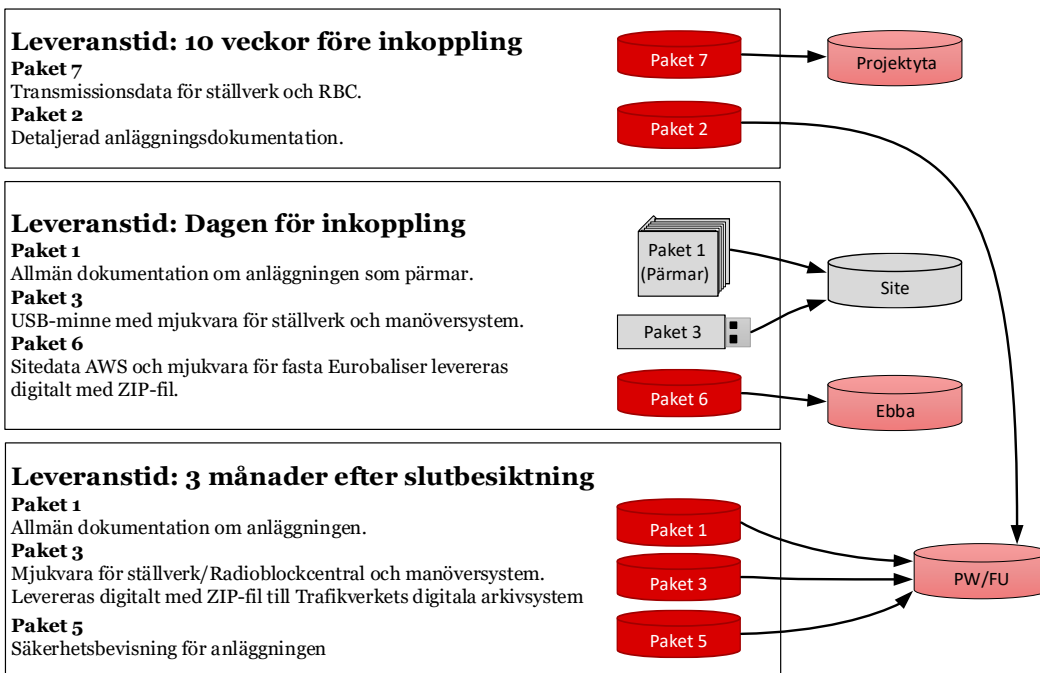 Leveranstid: 10 veckor före inkoppling
Paket 7
Transmissionsdata för ställverk och RBC.
Paket 2
Detaljerad anläggningsdokumentation.
Paket 7
Projektyta
Paket 2
Leveranstid: Dagen för inkoppling
Paket 1
Allmän dokumentation om anläggningen som pärmar.
Paket 3
USB-minne med mjukvara för ställverk och manöversystem.
Paket 6
Sitedata AWS och mjukvara för fasta Eurobaliser levereras
digitalt med ZIP-fil.
Paket 1
(Pärmar)
Site
Paket 3
Paket 6
Ebba
Leveranstid: 3 månader efter slutbesiktning
Paket 1
Allmän dokumentation om anläggningen.
Paket 3
Mjukvara för ställverk/Radioblockcentral och manöversystem.
Levereras digitalt med ZIP-fil till Trafikverkets digitala arkivsystem
Paket 5
Säkerhetsbevisning för anläggningen
Paket 1
Paket 3
PW/FU
Paket 5